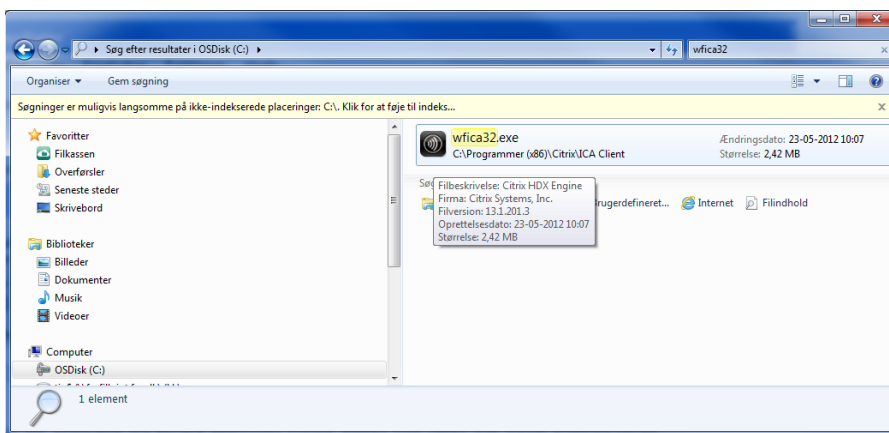 Søg efter resultater i OSDisk (C:)
wfica32
Organiser
Gem søgning
Søgninger er muligvis langsomme på ikke-indekserede placeringer: C:\. Klik for at føje til indeks...
Favoritter
Filkassen
Overførsler
Seneste steder
Skrivebord
Biblioteker
Billeder
Dokumenter
Musik
Videoer
Computer
OSDisk (C:)
wfica32.exe
C:\Programmer (x86)\Citrix\ICA Client
Ændringsdato: 23-05-2012 10:07
Størrelse: 2,42 MB
Filbeskrivelse: Citrix HDX Engine
Firma: Citrix Systems, Inc.
Filversion: 13.1.201.3
Oprettelsesdato: 23-05-2012 10:07
Størrelse: 2,42 MB
Internet
Filindhold
1 element